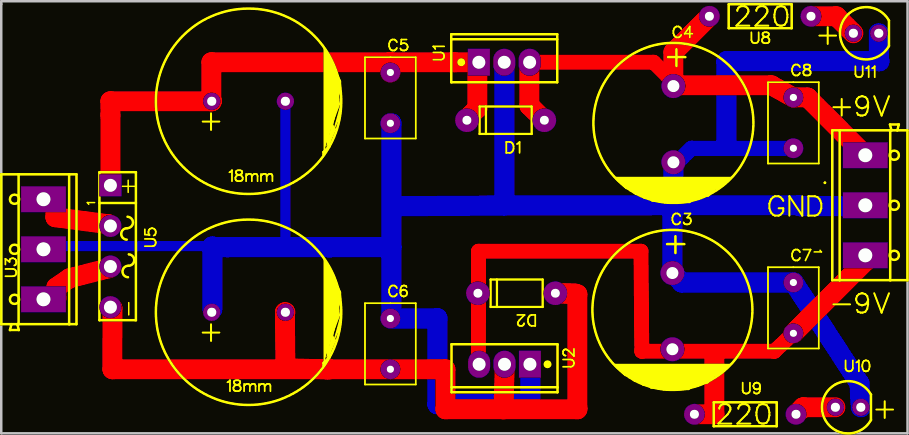 220
C4
+
U8
+
U11
U1
C5
+
C8
+9V
+
D1
18mm
1
+
GND
U5
U3
C3
+
C7
-9V
C6
D2
-
+
U2
U10
18mm
U9
220
+